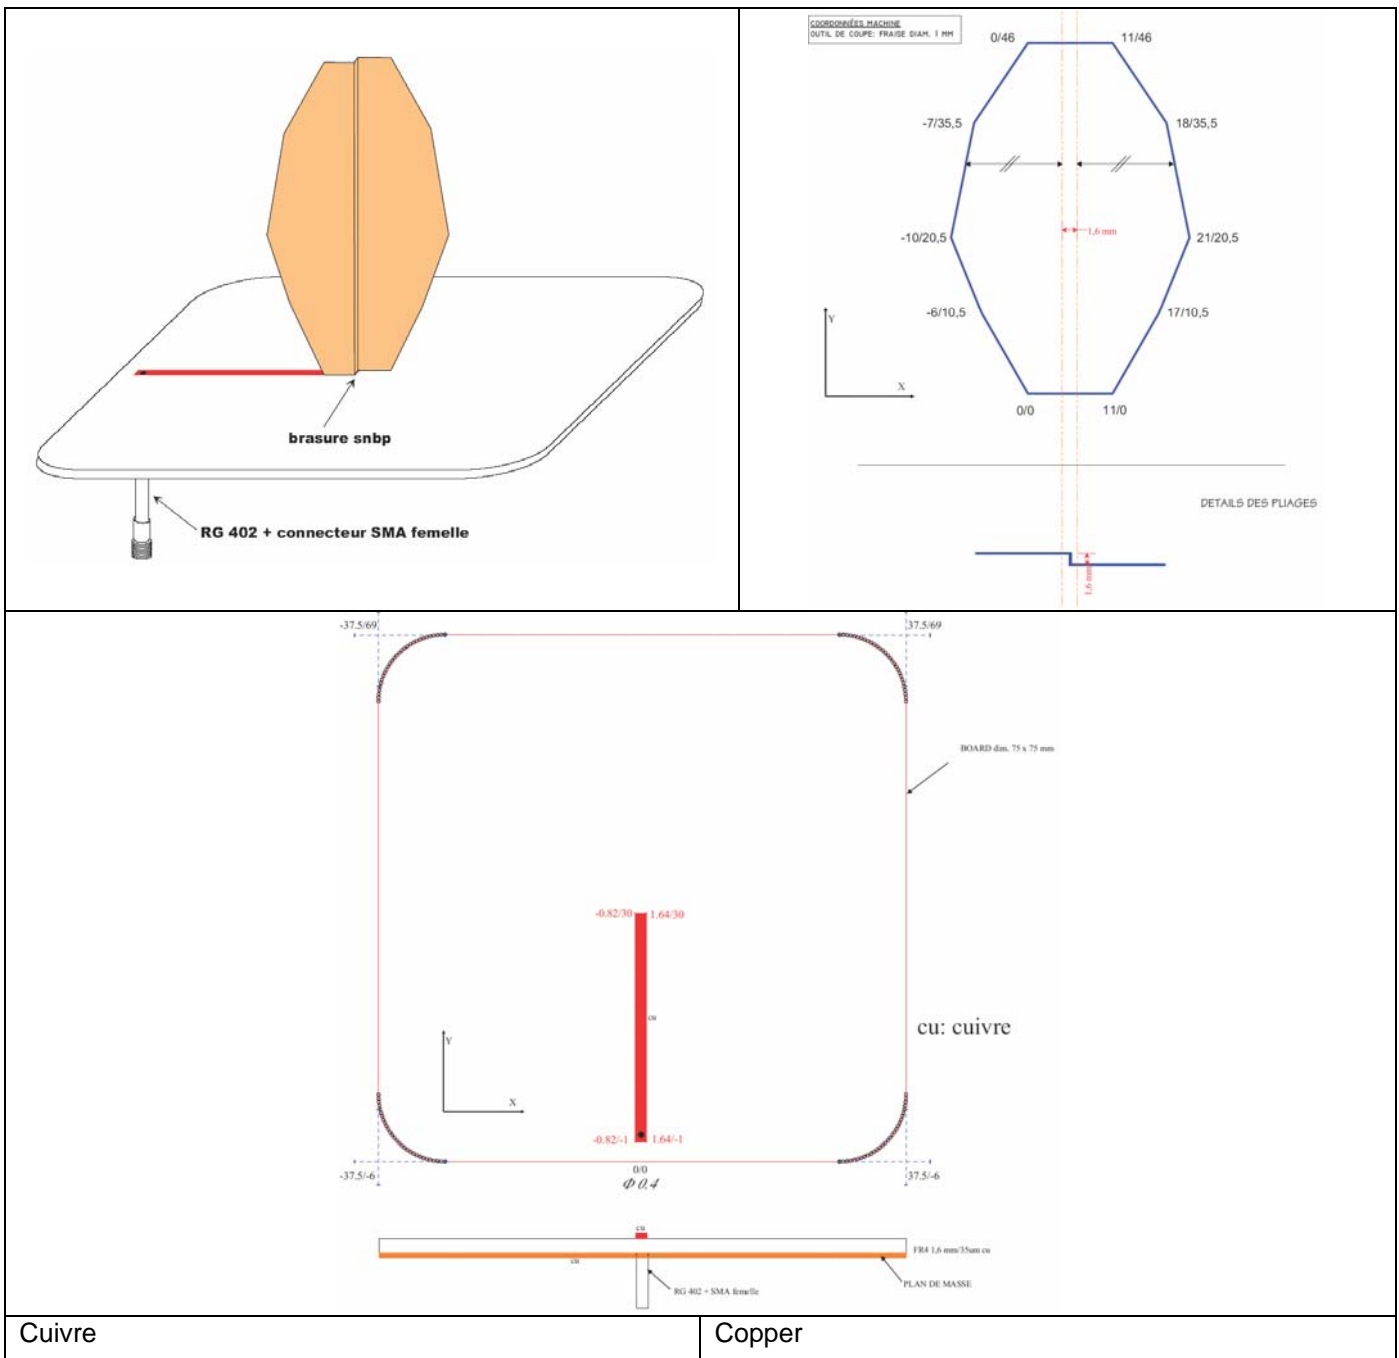 brasure snbp
RG 402 + connecteur SMA femelle
COORDONNÉES MACHINE
OUTIL DE COUPE: FRAISE DIAM. 1 MM
0/46
11/46
-7/35,5
18/35,5
1,6 mm
-10/20,5
21/20,5
-6/10,5
17/10,5
Y
X
0/0
11/0
DETAILS DES PLIAGES
1,6 mm
-37.5/69
37.5/69
BOARD dim. 75 x 75 mm
-0.82/30
1.64/30
cu
cu: cuivre
Y
X
-0.82/-1
1.64/-1
-37.5/-6
0/0
37.5/-6
Φ 0.4
cu
FR4 1,6 mm/35um cu
cu
PLAN DE MASSE
RG 402 + SMA femelle
Cuivre
Copper